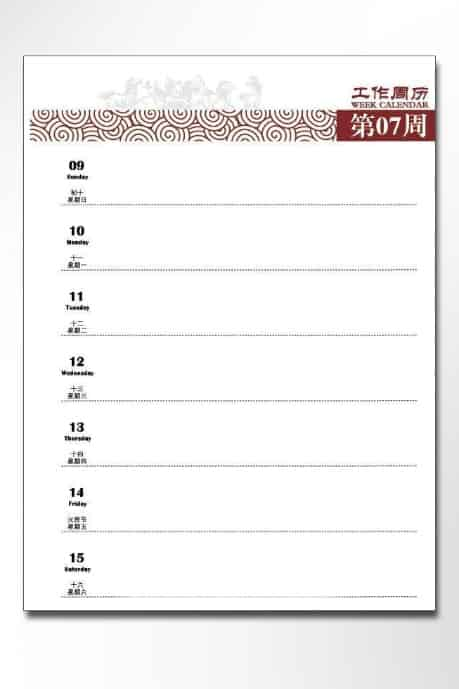 工作周历
WEEK CALENDAR
第07周
09
Sunday
初十
星期日
10
Monday
十一
星期一
11
Tuesday
十二
星期二
12
Wednesday
十三
星期三
13
Thursday
十四
星期四
14
Friday
元宵节
星期五
15
Saturday
十六
星期六